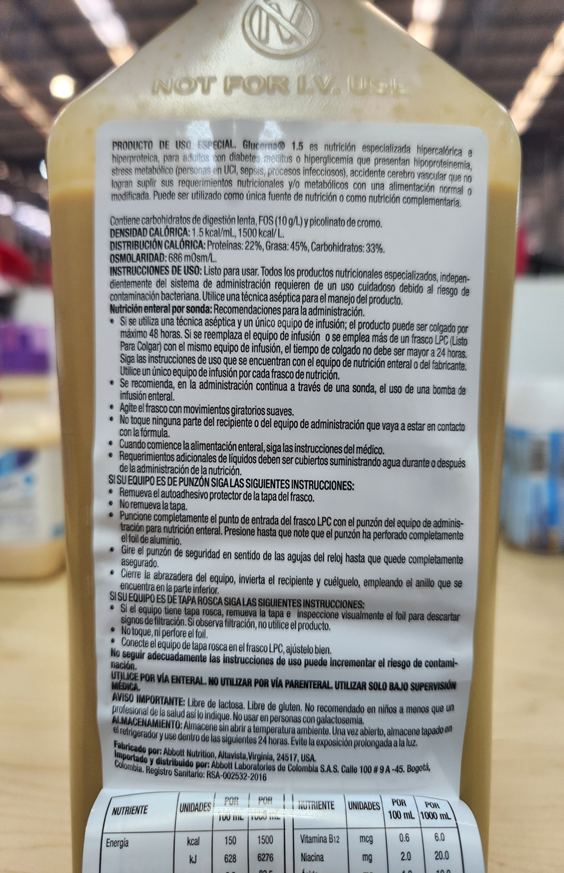 NOT FOR I.V. USE
PRODUCTO DE USO ESPECIAL. Glucerna® 1.5 es nutrición especializada hipercalórica e
hiperproteica, para adultos con diabetes mellitus o hiperglicemia que presentan hipoproteinemia,
stress metabólico (personas en UCI, sepsis, procesos infecciosos), accidente cerebro vascular que no
logran suplir sus requerimientos nutricionales y/o metabólicos con una alimentación normal o
modificada. Puede ser utilizado como única fuente de nutrición o como nutrición complementaria.
Contiene carbohidratos de digestión lenta, FOS (10 g/L) y picolinato de cromo.
DENSIDAD CALÓRICA: 1.5 kcal/mL, 1500 kcal/L.
DISTRIBUCIÓN CALÓRICA: Proteínas: 22%, Grasa: 45%, Carbohidratos: 33%.
OSMOLARIDAD: 686 mOsm/L.
INSTRUCCIONES DE USO: Listo para usar. Todos los productos nutricionales especializados, indepen-
dientemente del sistema de administración requieren de un uso cuidadoso debido al riesgo de
contaminación bacteriana. Utilice una técnica aséptica para el manejo del producto.
Nutrición enteral por sonda: Recomendaciones para la administración.
• Si se utiliza una técnica aséptica y un único equipo de infusión; el producto puede ser colgado por
máximo 48 horas. Si se reemplaza el equipo de infusión o se emplea más de un frasco LPC (Listo
Para Colgar) con el mismo equipo de infusión, el tiempo de colgado no debe ser mayor a 24 horas.
Siga las instrucciones de uso que se encuentran con el equipo de nutrición enteral o del fabricante.
Utilice un único equipo de infusión por cada frasco de nutrición.
• Se recomienda, en la administración continua a través de una sonda, el uso de una bomba de
infusión enteral.
• Agite el frasco con movimientos giratorios suaves.
• No toque ninguna parte del recipiente o del equipo de administración que vaya a estar en contacto
con la fórmula.
• Cuando comience la alimentación enteral, siga las instrucciones del médico.
• Requerimientos adicionales de líquidos deben ser cubiertos suministrando agua durante o después
de la administración de la nutrición.
SI SU EQUIPO ES DE PUNZÓN SIGA LAS SIGUIENTES INSTRUCCIONES:
• Remueva el autoadhesivo protector de la tapa del frasco.
• No remueva la tapa.
• Puncione completamente el punto de entrada del frasco LPC con el punzón del equipo de adminis-
tración para nutrición enteral. Presione hasta que note que el punzón ha perforado completamente
el foil de aluminio.
• Gire el punzón de seguridad en sentido de las agujas del reloj hasta que quede completamente
asegurado.
• Cierre la abrazadera del equipo, invierta el recipiente y cuélguelo, empleando el anillo que se
encuentra en la parte inferior.
SI SU EQUIPO ES DE TAPA ROSCA SIGA LAS SIGUIENTES INSTRUCCIONES:
• Si el equipo tiene tapa rosca, remueva la tapa e inspeccione visualmente el foil para descartar
signos de filtración. Si observa filtración, no utilice el producto.
• No toque, ni perfore el foil.
• Conecte el equipo de tapa rosca en el frasco LPC, ajústelo bien.
No seguir adecuadamente las instrucciones de uso puede incrementar el riesgo de contami-
nación.
UTILICE POR VÍA ENTERAL. NO UTILIZAR POR VÍA PARENTERAL. UTILIZAR SOLO BAJO SUPERVISIÓN
MÉDICA.
AVISO IMPORTANTE: Libre de lactosa. Libre de gluten. No recomendado en niños a menos que un
profesional de la salud así lo indique. No usar en personas con galactosemia.
ALMACENAMIENTO: Almacene sin abrir a temperatura ambiente. Una vez abierto, almacene tapado en
el refrigerador y use dentro de las siguientes 24 horas. Evite la exposición prolongada a la luz.
Fabricado por: Abbott Nutrition, Altavista, Virginia, 24517, USA.
Importado y distribuido por: Abbott Laboratories de Colombia S.A.S. Calle 100 # 9 A -45. Bogotá,
Colombia. Registro Sanitario: RSA-002532-2016
NUTRIENTE UNIDADES POR 100 mL POR 1000 mL NUTRIENTE UNIDADES POR 100 mL POR 1000 mL
Energía kcal 150 1500 Vitamina B12 mcg 0.6 6.0
kJ 628 6276 Niacina mg 2.0 20.0